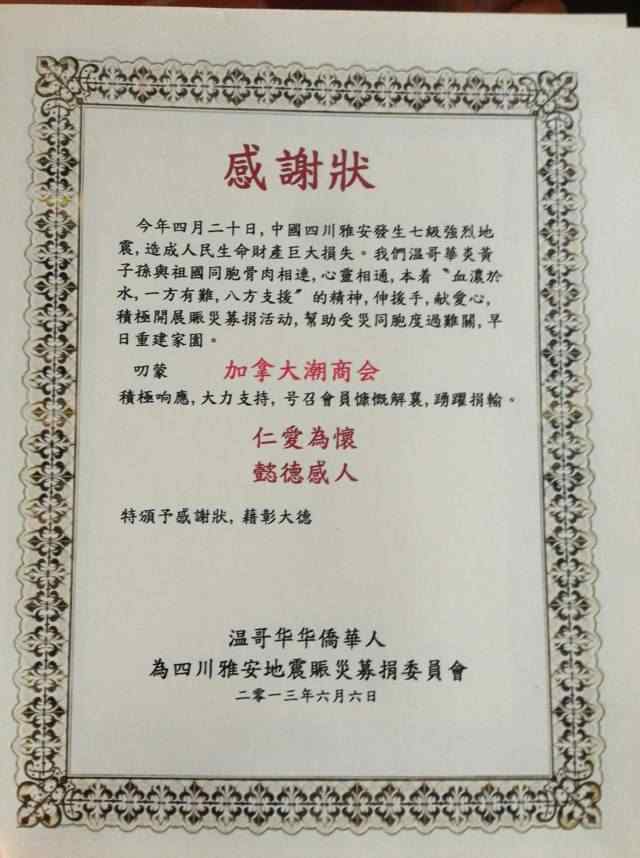 感謝狀
今年四月二十日,中國四川雅安發生七級強烈地
震,造成人民生命財產巨大損失。我們温哥華炎黃
子孫與祖國同胞骨肉相連,心靈相通,本着〝血濃於
水,一方有難,八方支援〞的精神,伸援手,献愛心,
積極開展賑災募捐活动,幫助受災同胞度過難關,早
日重建家園。
叨蒙 加拿大潮商会
積極响應,大力支持,号召會員慷慨解襄,踴躍捐輸。
仁愛為懷
懿德感人
特頒予感謝狀,藉彰大德
温哥华华僑華人
為四川雅安地震賑災募捐委員會
二零一三年六月六日